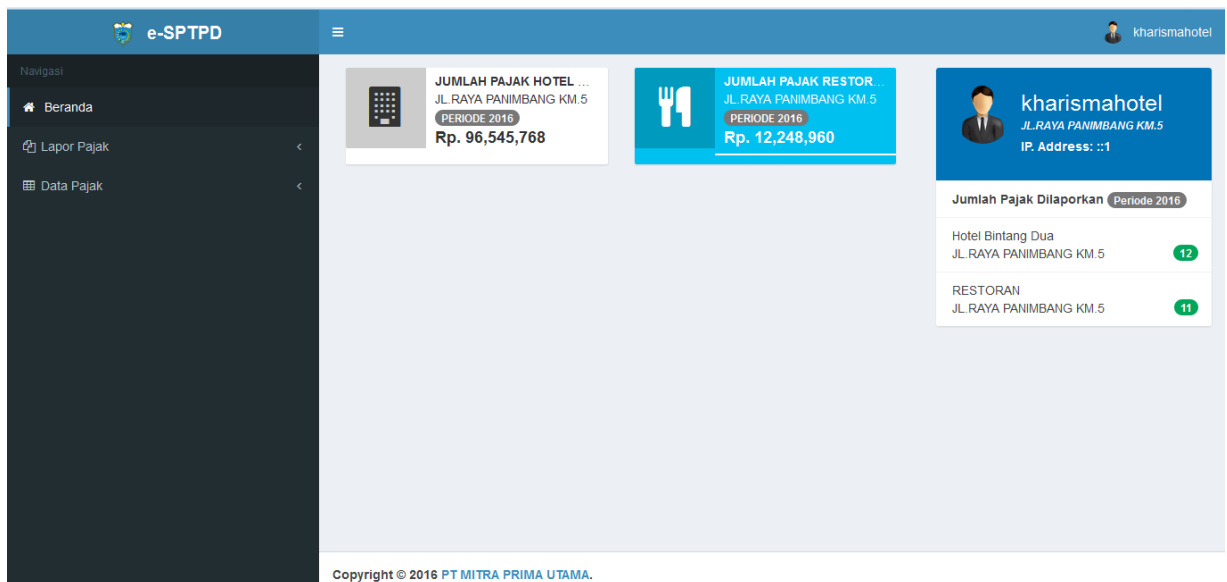 e-SPTPD
kharismahotel
Navigasi
Beranda
Lapor Pajak
Data Pajak
JUMLAH PAJAK HOTEL ...
JL.RAYA PANIMBANG KM.5
PERIODE 2016
Rp. 96,545,768
JUMLAH PAJAK RESTOR...
JL.RAYA PANIMBANG KM.5
PERIODE 2016
Rp. 12,248,960
kharismahotel
JL.RAYA PANIMBANG KM.5
IP. Address: ::1
Jumlah Pajak Dilaporkan Periode 2016
Hotel Bintang Dua
JL.RAYA PANIMBANG KM.5 12
RESTORAN
JL.RAYA PANIMBANG KM.5 11
Copyright © 2016 PT MITRA PRIMA UTAMA.